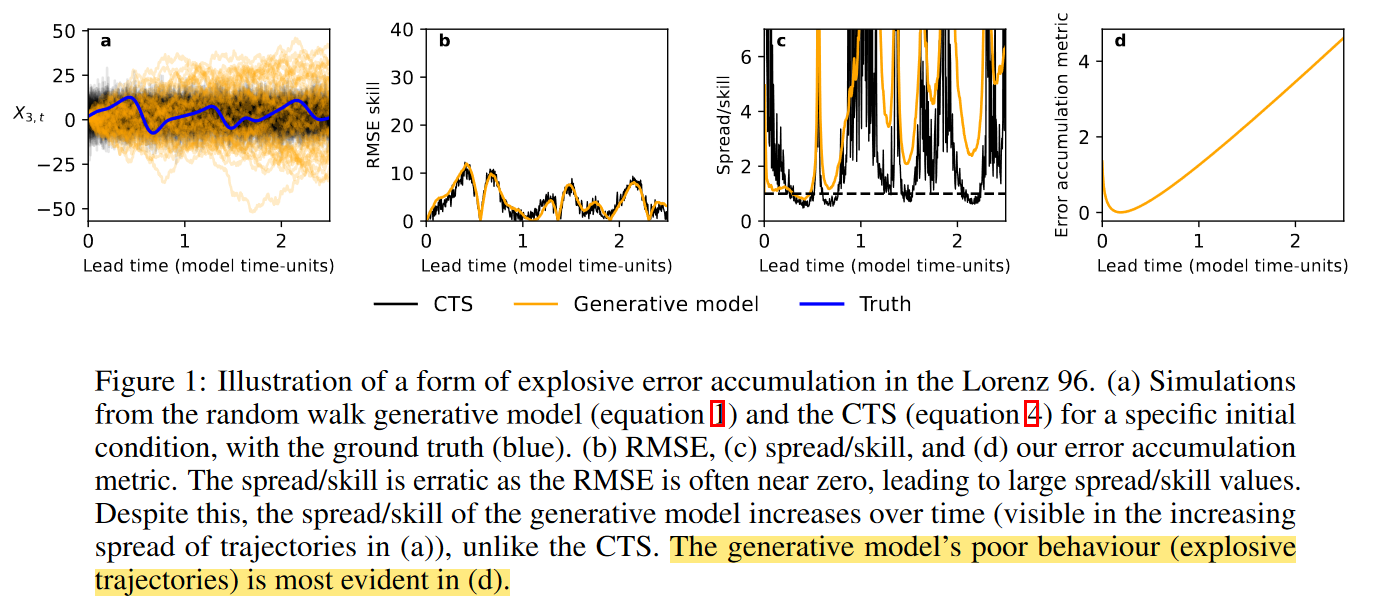 a
b
c
d
50
25
0
−25
−50
X3, t
0
1
2
Lead time (model time-units)
40
30
20
10
0
RMSE skill
0
1
2
Lead time (model time-units)
6
4
2
0
Spread/skill
0
1
2
Lead time (model time-units)
4
2
0
Error accumulation metric
0
1
2
Lead time (model time-units)
CTS
Generative model
Truth
Figure 1: Illustration of a form of explosive error accumulation in the Lorenz 96. (a) Simulations
from the random walk generative model (equation 1) and the CTS (equation 4) for a specific initial
condition, with the ground truth (blue). (b) RMSE, (c) spread/skill, and (d) our error accumulation
metric. The spread/skill is erratic as the RMSE is often near zero, leading to large spread/skill values.
Despite this, the spread/skill of the generative model increases over time (visible in the increasing
spread of trajectories in (a)), unlike the CTS. The generative model's poor behaviour (explosive
trajectories) is most evident in (d).